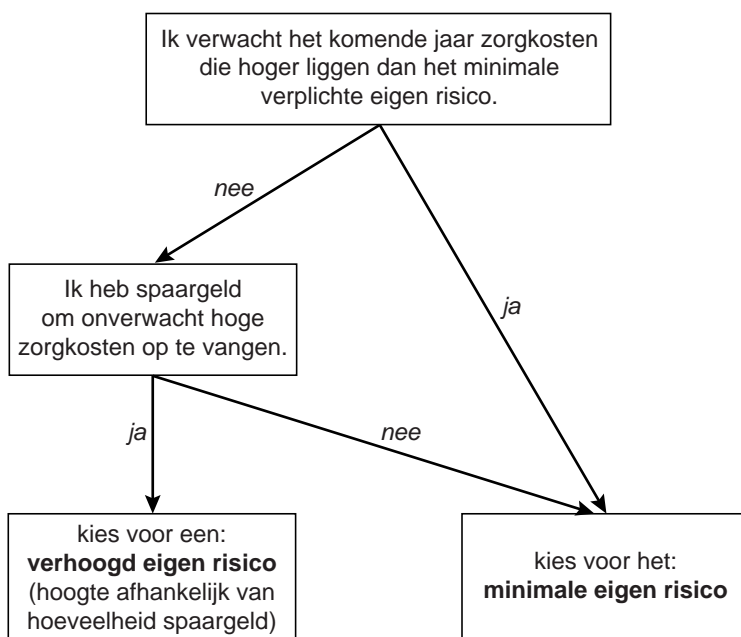 Ik verwacht het komende jaar zorgkosten
die hoger liggen dan het minimale
verplichte eigen risico.
nee
ja
Ik heb spaargeld
om onverwacht hoge
zorgkosten op te vangen.
ja
nee
kies voor een:
verhoogd eigen risico
(hoogte afhankelijk van
hoeveelheid spaargeld)
kies voor het:
minimale eigen risico